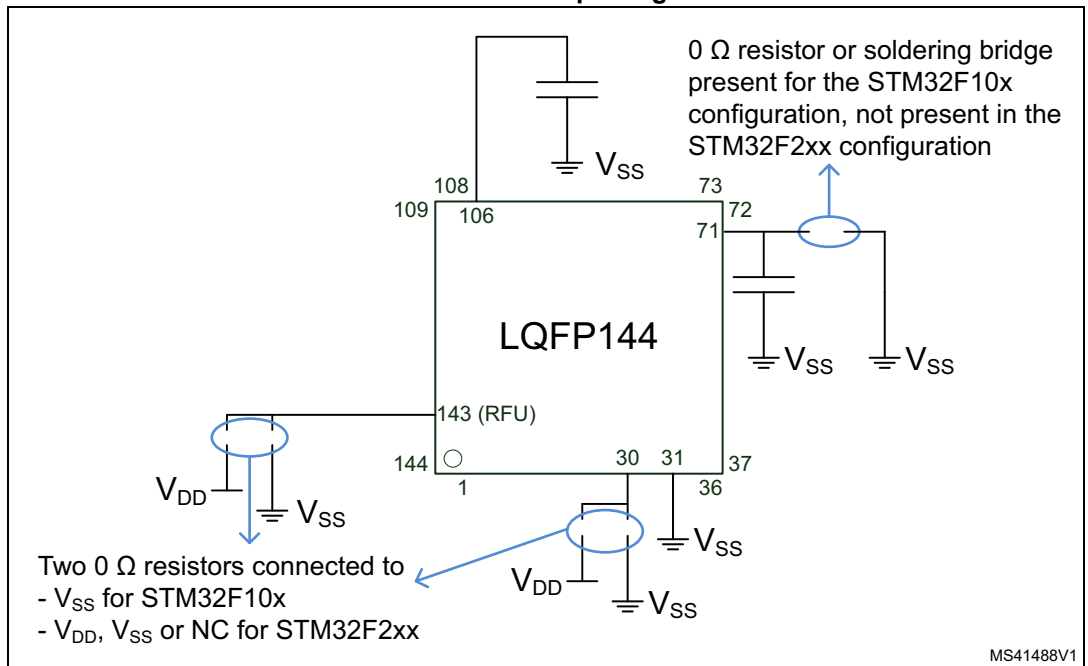 0 Ω resistor or soldering bridge
present for the STM32F10x
configuration, not present in the
STM32F2xx configuration
VSS
108
73
109
106
72
71
LQFP144
VSS
VSS
143 (RFU)
144
30
31
37
1
36
VDD
VSS
VSS
Two 0 Ω resistors connected to
- VSS for STM32F10x
- VDD, VSS or NC for STM32F2xx
VDD
VSS
MS41488V1